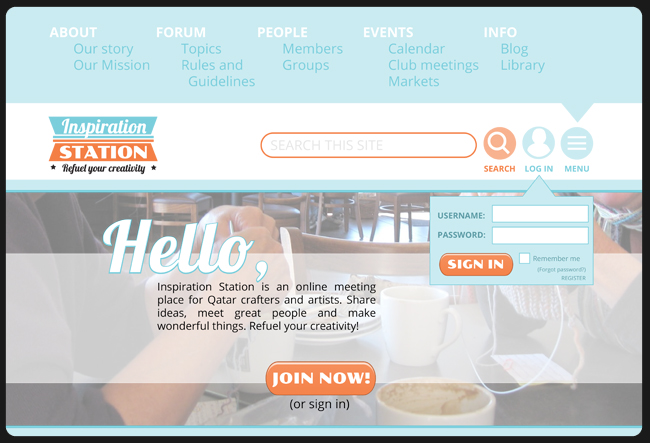 ABOUT
Our story
Our Mission
FORUM
Topics
Rules and
Guidelines
PEOPLE
Members
Groups
EVENTS
Calendar
Club meetings
Markets
INFO
Blog
Library
Inspiration
STATION
Refuel your creativity
SEARCH THIS SITE
SEARCH
LOG IN
MENU
USERNAME:
PASSWORD:
SIGN IN
Remember me
(Forgot password?)
REGISTER
Hello,
Inspiration Station is an online meeting
place for Qatar crafters and artists. Share
ideas, meet great people and make
wonderful things. Refuel your creativity!
JOIN NOW!
(or sign in)